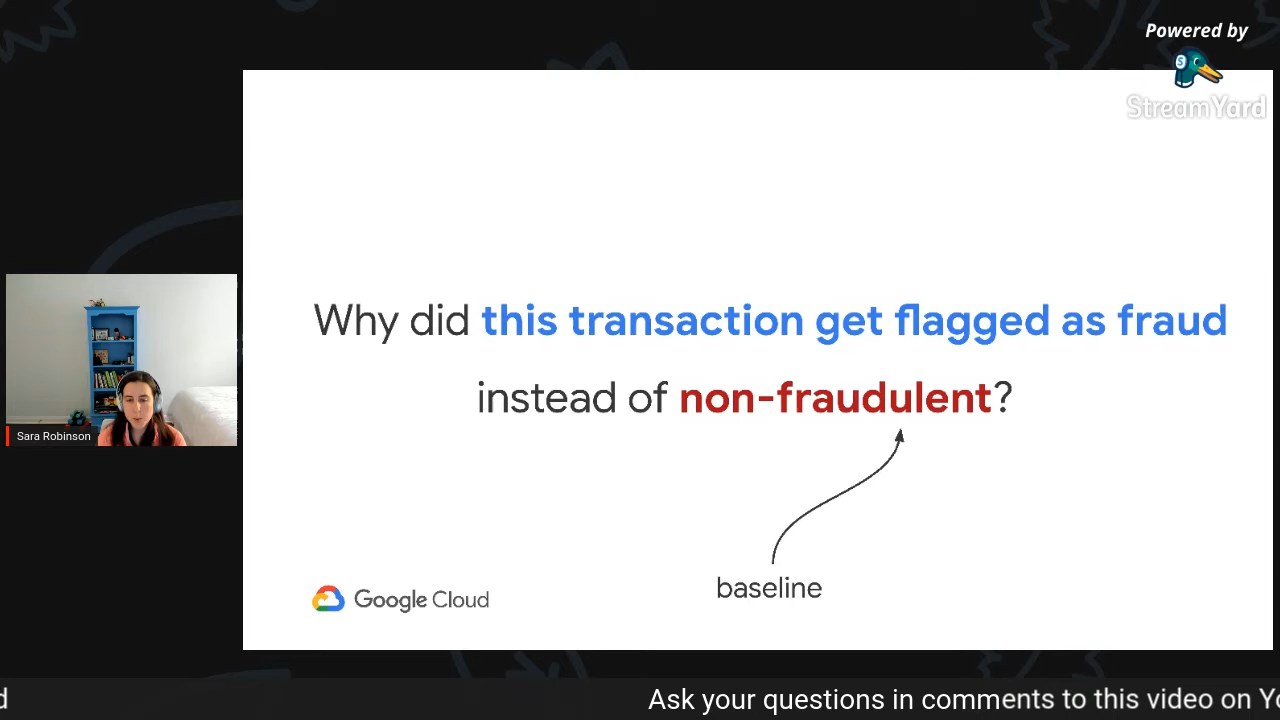 Powered by
StreamYard
Why did this transaction get flagged as fraud
instead of non-fraudulent?
Sara Robinson
baseline
Google Cloud
d
Ask your questions in comments to this video on Yo